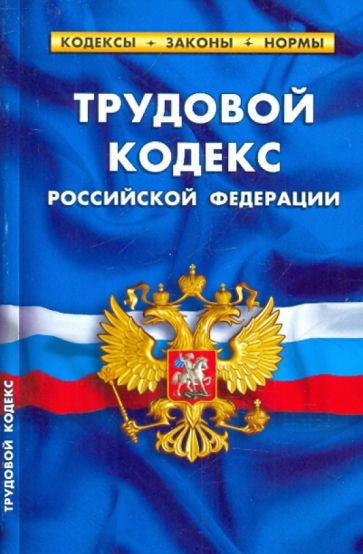 КОДЕКСЫ + ЗАКОНЫ + НОРМЫ
ТРУДОВОЙ
КОДЕКС
РОССИЙСКОЙ ФЕДЕРАЦИИ
ТРУДОВОЙ КОДЕКС